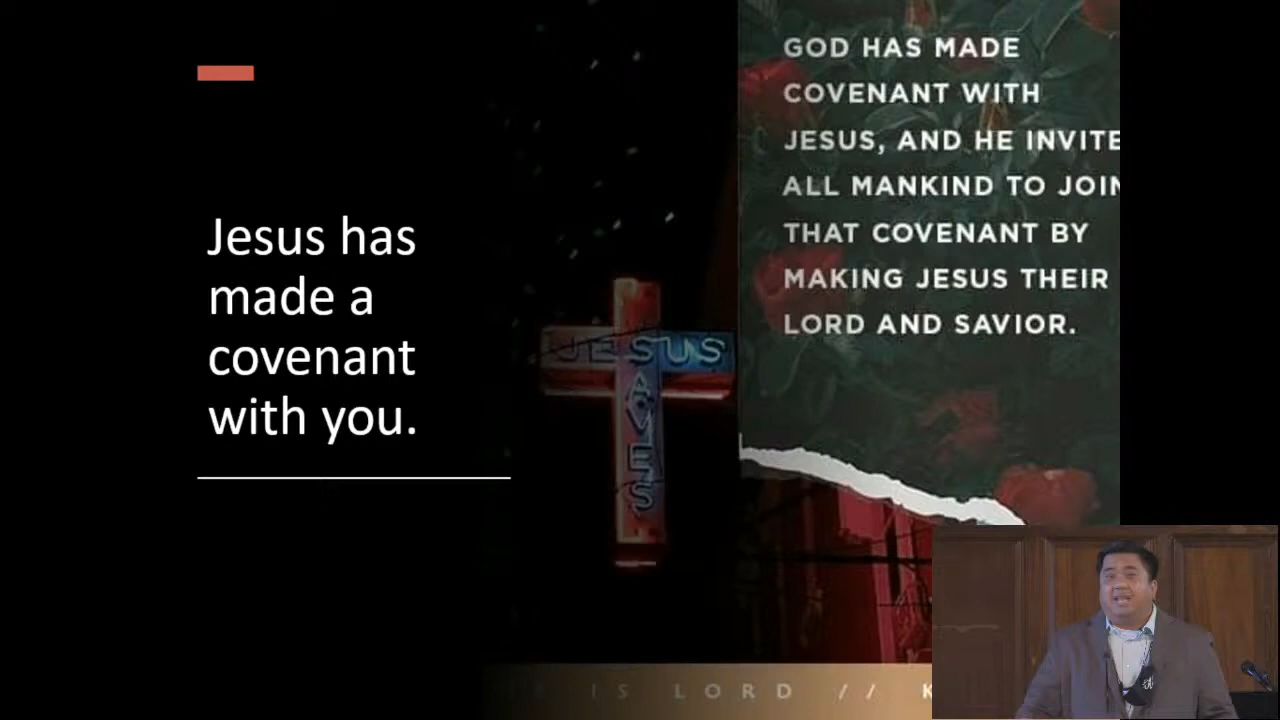 Jesus has
made a
covenant
with you.
GOD HAS MADE
COVENANT WITH
JESUS, AND HE INVITE
ALL MANKIND TO JOIN
THAT COVENANT BY
MAKING JESUS THEIR
LORD AND SAVIOR.
JESUS
SAVES
IS LORD // K